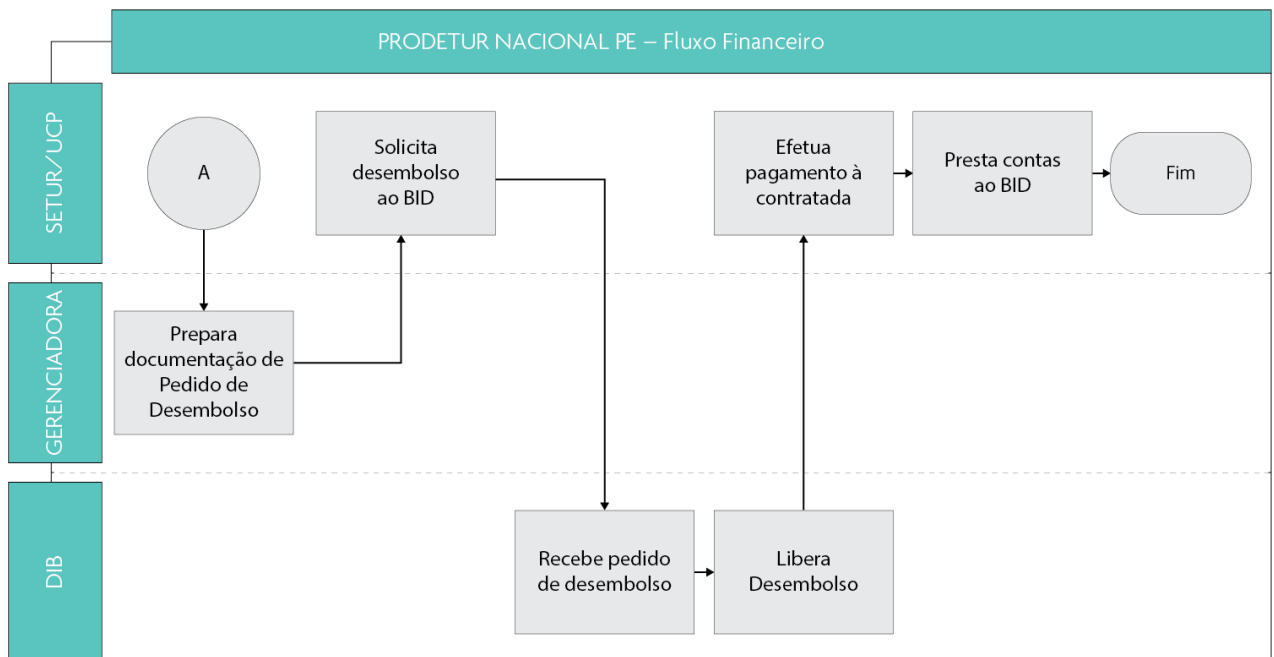 PRODETUR NACIONAL PE – Fluxo Financeiro
SETUR/UCP
A
Solicita
desembolso
ao BID
Efetua
pagamento à
contratada
Presta contas
ao BID
Fim
GERENCIADORA
Prepara
documentação de
Pedido de
Desembolso
DIB
Recebe pedido
de desembolso
Libera
Desembolso